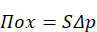 Пох = SΔp